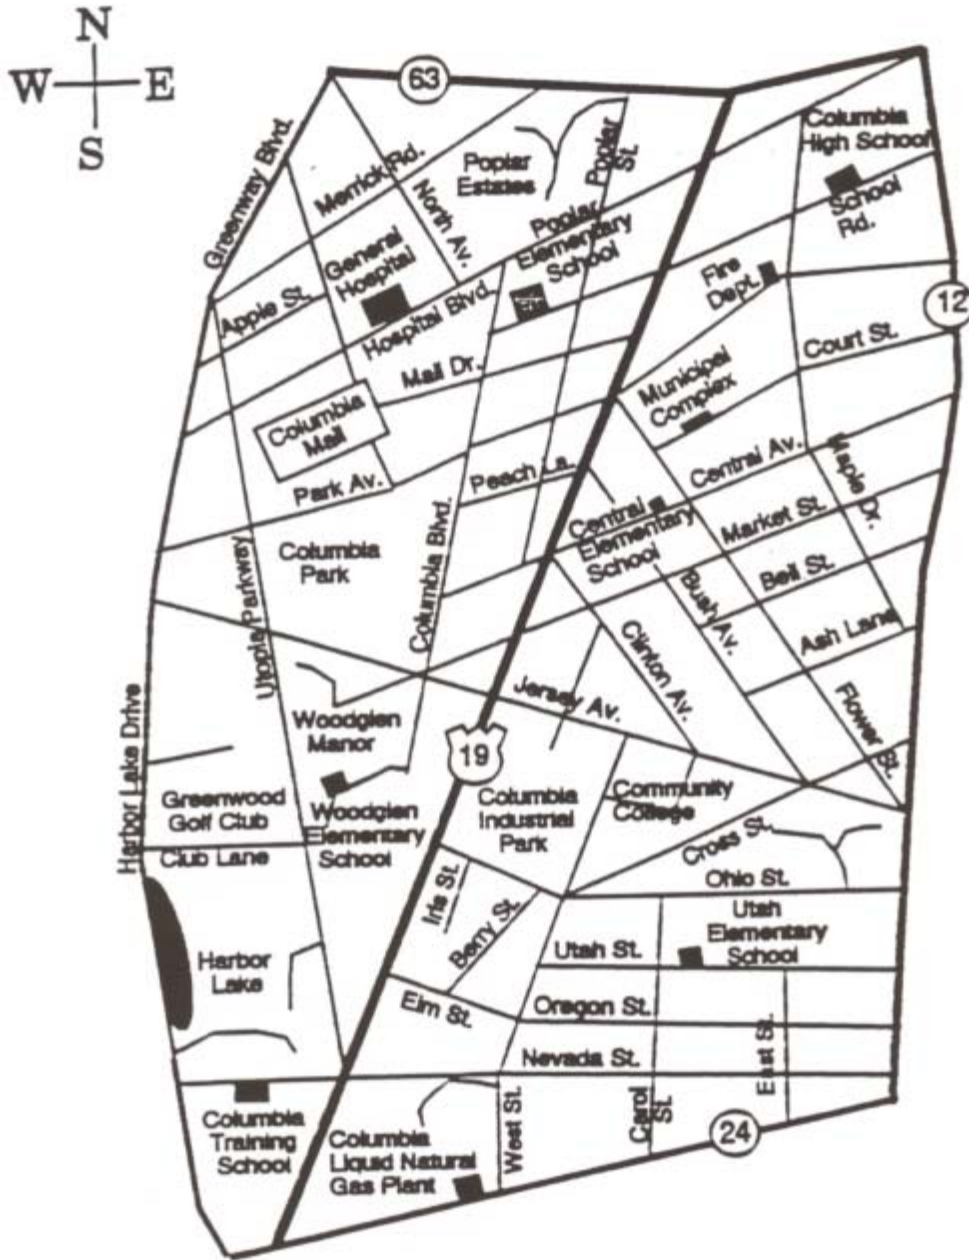 N
W E
S
63
12
19
24
Greenway Blvd.
Merrick Rd.
North Av.
Poplar
Estates
Poplar
St.
Columbia
High School
School
Rd.
Apple St.
General
Hospital
Hospital Blvd.
Poplar
Elementary
School
Fire
Dept.
Mall Dr.
Columbia
Mall
Municipal
Complex
Court St.
Park Av.
Peach La.
Central Av.
Maple Dr.
Central
Elementary
School
Market St.
Columbia
Park
Utopia Parkway
Columbia Blvd.
Bush Av.
Bell St.
Clinton Av.
Ash Lane
Flower St.
Jersey Av.
Harbor Lake Drive
Woodglen
Manor
Greenwood
Golf Club
Woodglen
Elementary
School
Columbia
Industrial
Park
Community
College
Cross St.
Club Lane
Ohio St.
Iris St.
Berry St.
Utah
Elementary
School
Utah St.
Harbor
Lake
Elm St.
Oregon St.
Nevada St.
East St.
Columbia
Training
School
Columbia
Liquid Natural
Gas Plant
West St.
Carol
St.